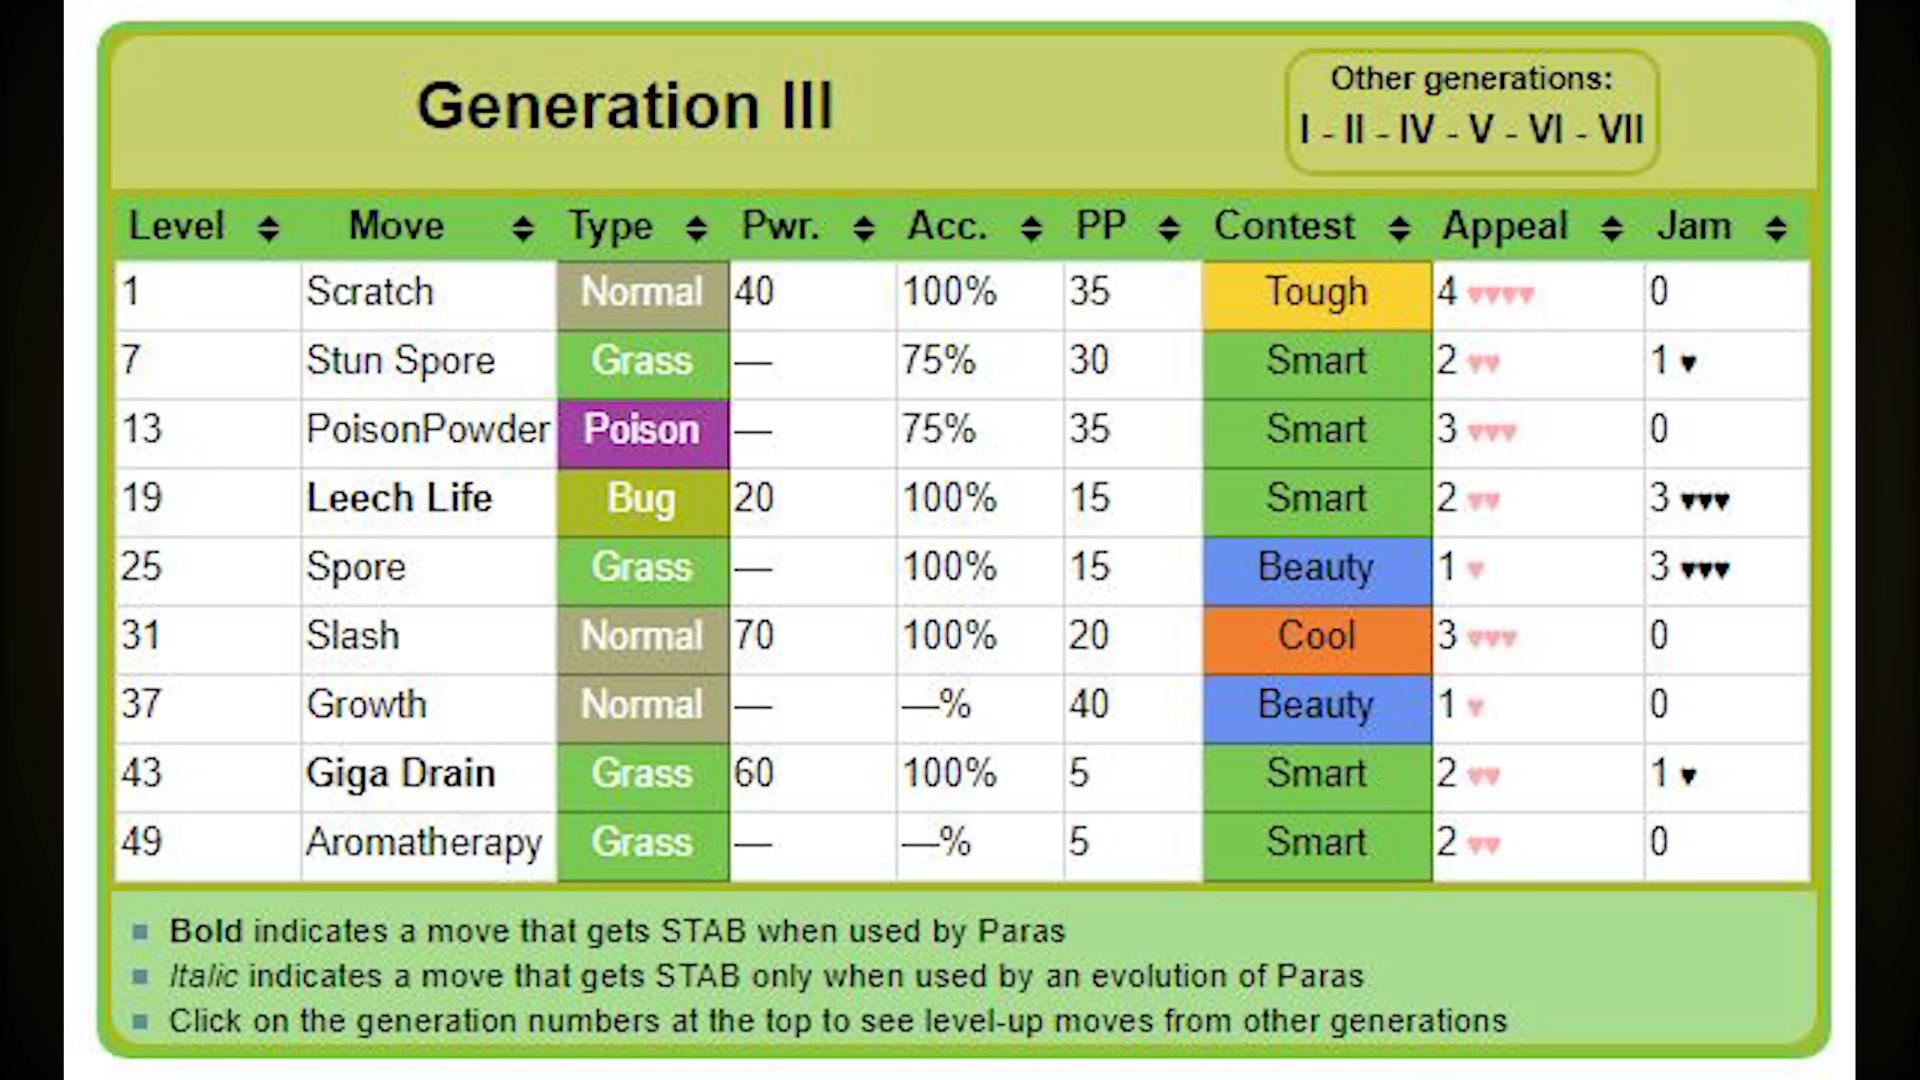 Generation III
Other generations:
I - II - IV - V - VI - VII
Level Move Type Pwr. Acc. PP Contest Appeal Jam
1 Scratch Normal 40 100% 35 Tough 4 ♥♥♥♥ 0
7 Stun Spore Grass — 75% 30 Smart 2 ♥♥ 1 ♥
13 PoisonPowder Poison — 75% 35 Smart 3 ♥♥♥ 0
19 Leech Life Bug 20 100% 15 Smart 2 ♥♥ 3 ♥♥♥
25 Spore Grass — 100% 15 Beauty 1 ♥ 3 ♥♥♥
31 Slash Normal 70 100% 20 Cool 3 ♥♥♥ 0
37 Growth Normal — —% 40 Beauty 1 ♥ 0
43 Giga Drain Grass 60 100% 5 Smart 2 ♥♥ 1 ♥
49 Aromatherapy Grass — —% 5 Smart 2 ♥♥ 0
Bold indicates a move that gets STAB when used by Paras
Italic indicates a move that gets STAB only when used by an evolution of Paras
Click on the generation numbers at the top to see level-up moves from other generations